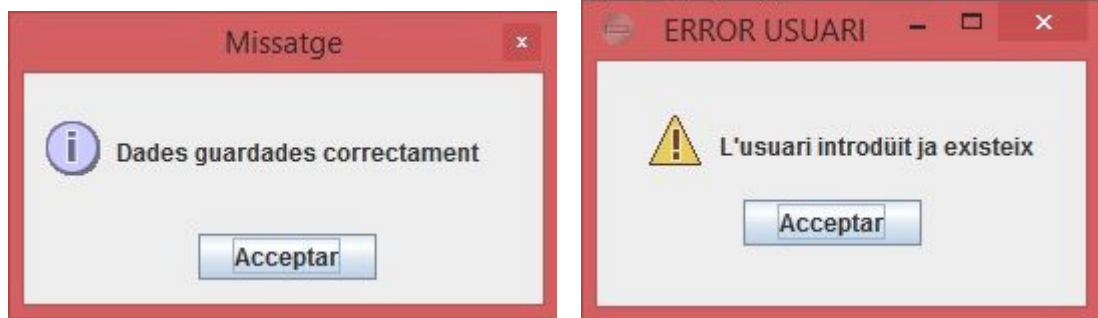 Missatge
Dades guardades correctament
Acceptar
ERROR USUARI
L'usuari introdüit ja existeix
Acceptar